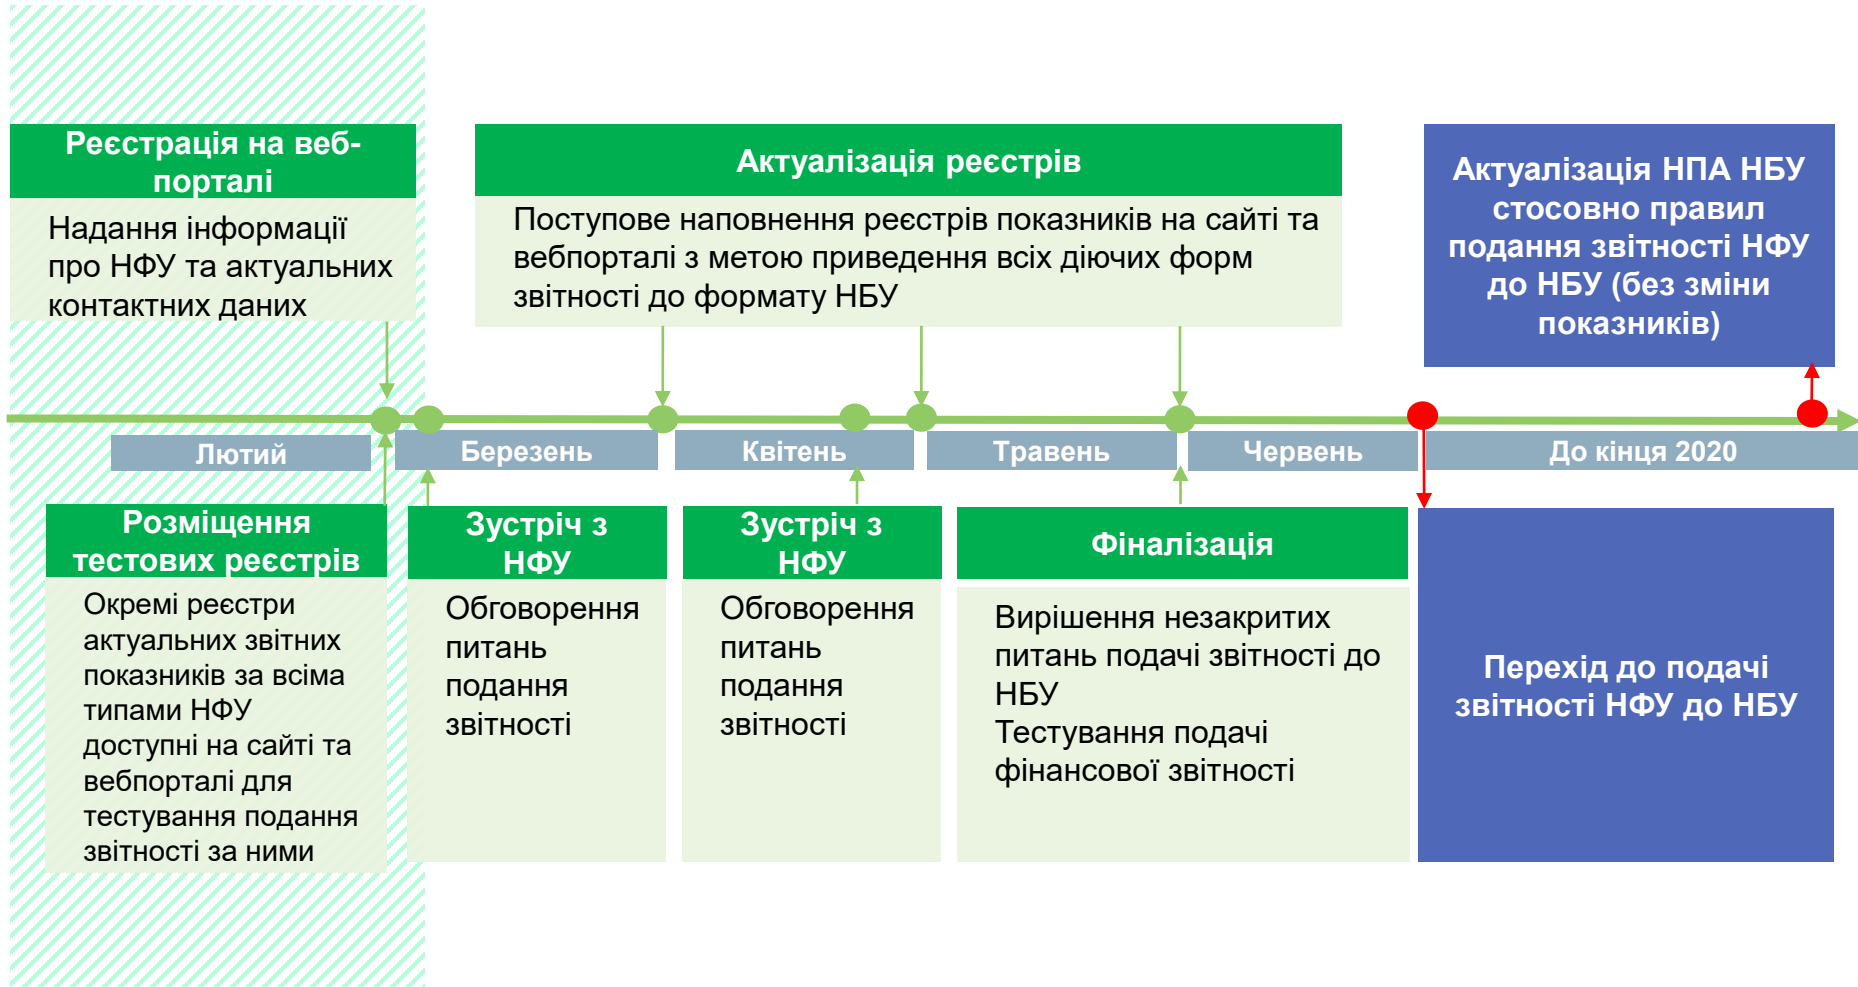 Реєстрація на веб-
порталі
Надання інформації
про НФУ та актуальних
контактних даних
Актуалізація реєстрів
Поступове наповнення реєстрів показників на сайті та
вебпорталі з метою приведення всіх діючих форм
звітності до формату НБУ
Актуалізація НПА НБУ
стосовно правил
подання звітності НФУ
до НБУ (без зміни
показників)
Лютий
Березень
Квітень
Травень
Червень
До кінця 2020
Розміщення
тестових реєстрів
Окремі реєстри
актуальних звітних
показників за всіма
типами НФУ
доступні на сайті та
вебпорталі для
тестування подання
звітності за ними
Зустріч з
НФУ
Обговорення
питань
подання
звітності
Зустріч з
НФУ
Обговорення
питань
подання
звітності
Фіналізація
Вирішення незакритих
питань подачі звітності до
НБУ
Тестування подачі
фінансової звітності
Перехід до подачі
звітності НФУ до НБУ